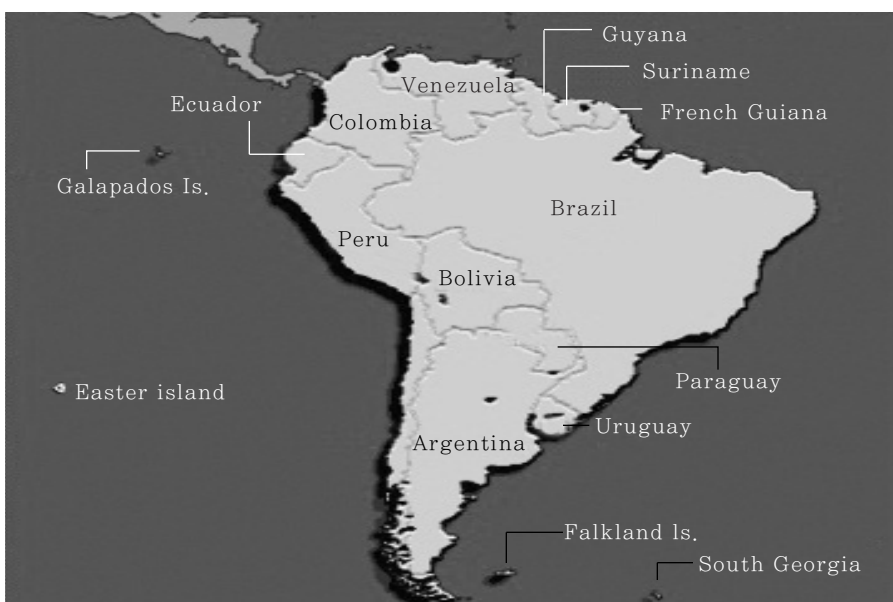 Guyana
Suriname
Venezuela
Ecuador
French Guiana
Colombia
Galapados Is.
Brazil
Peru
Bolivia
Paraguay
Easter island
Uruguay
Argentina
Falkland ls.
South Georgia